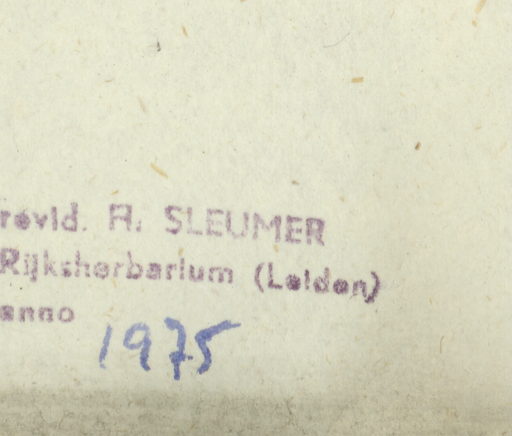 revid. H. SLEUMER
Rijksherbarium (Leiden)
anno
1975